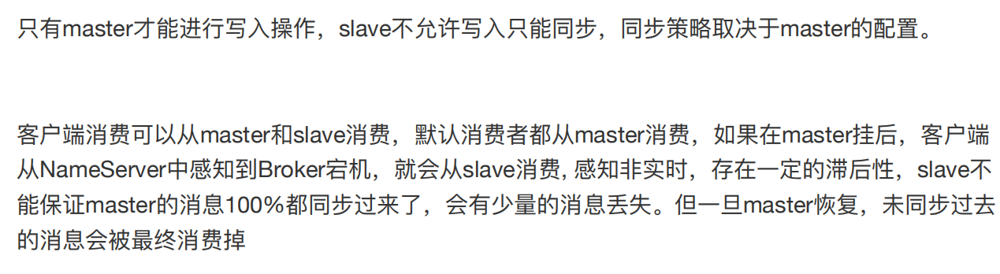 只有master才能进行写入操作，slave不允许写入只能同步，同步策略取决于master的配置。
客户端消费可以从master和slave消费，默认消费者都从master消费，如果在master挂后，客户端
从NameServer中感知到Broker宕机，就会从slave消费, 感知非实时，存在一定的滞后性，slave不
能保证master的消息100%都同步过来了，会有少量的消息丢失。但一旦master恢复，未同步过去
的消息会被最终消费掉